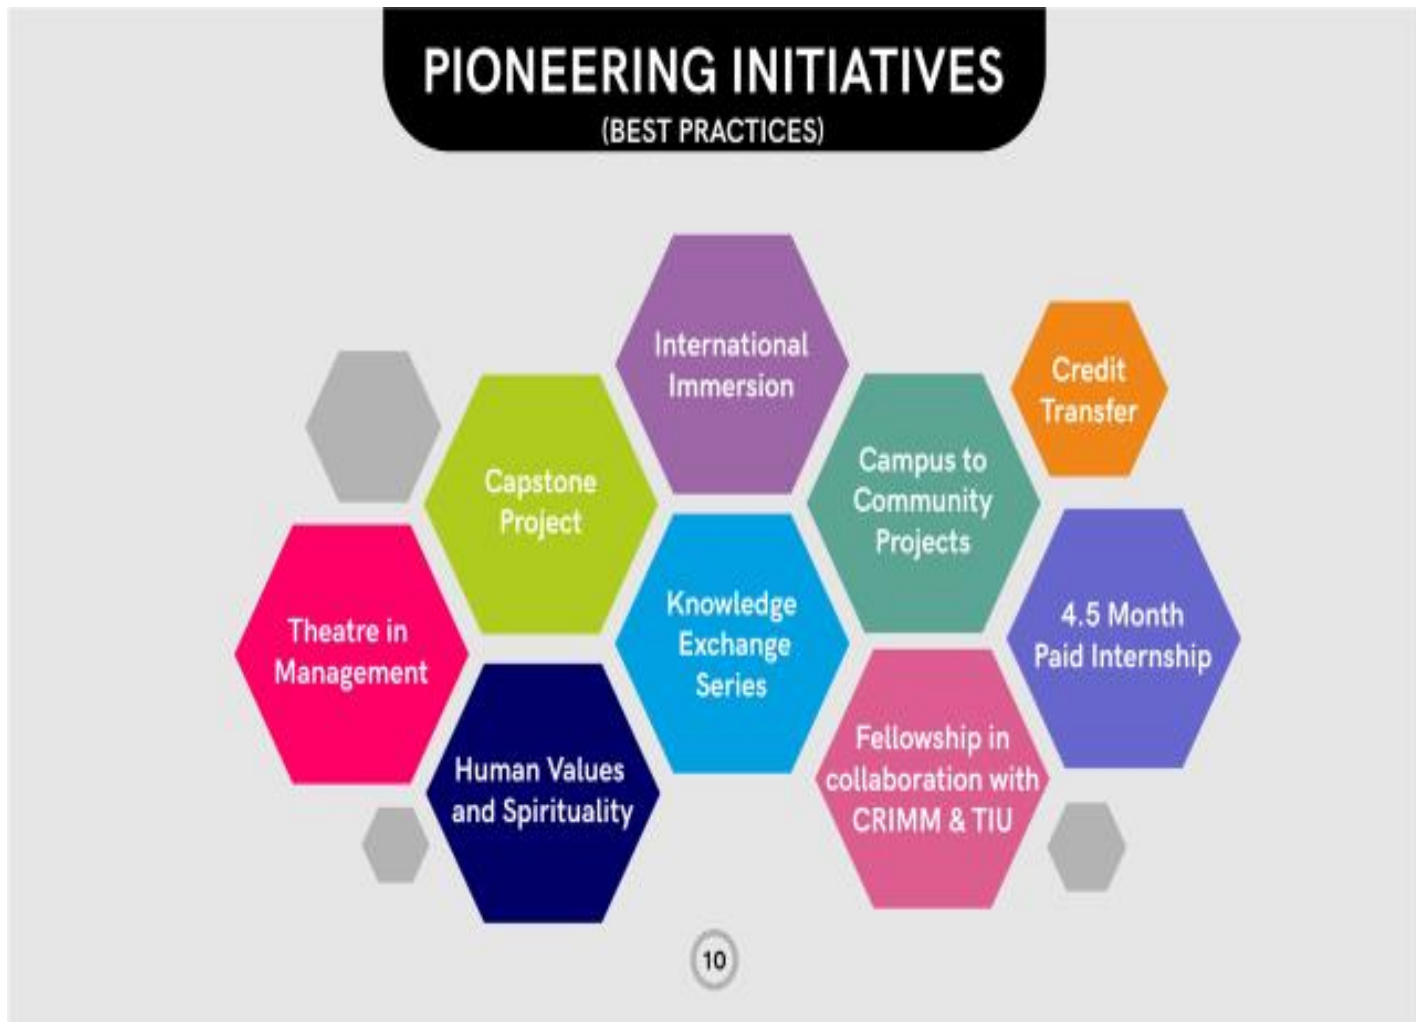 PIONEERING INITIATIVES
(BEST PRACTICES)
International
Immersion
Credit
Transfer
Capstone
Project
Campus to
Community
Projects
Theatre in
Management
Knowledge
Exchange
Series
4.5 Month
Paid Internship
Human Values
and Spirituality
Fellowship in
collaboration with
CRIMM & TIU
10